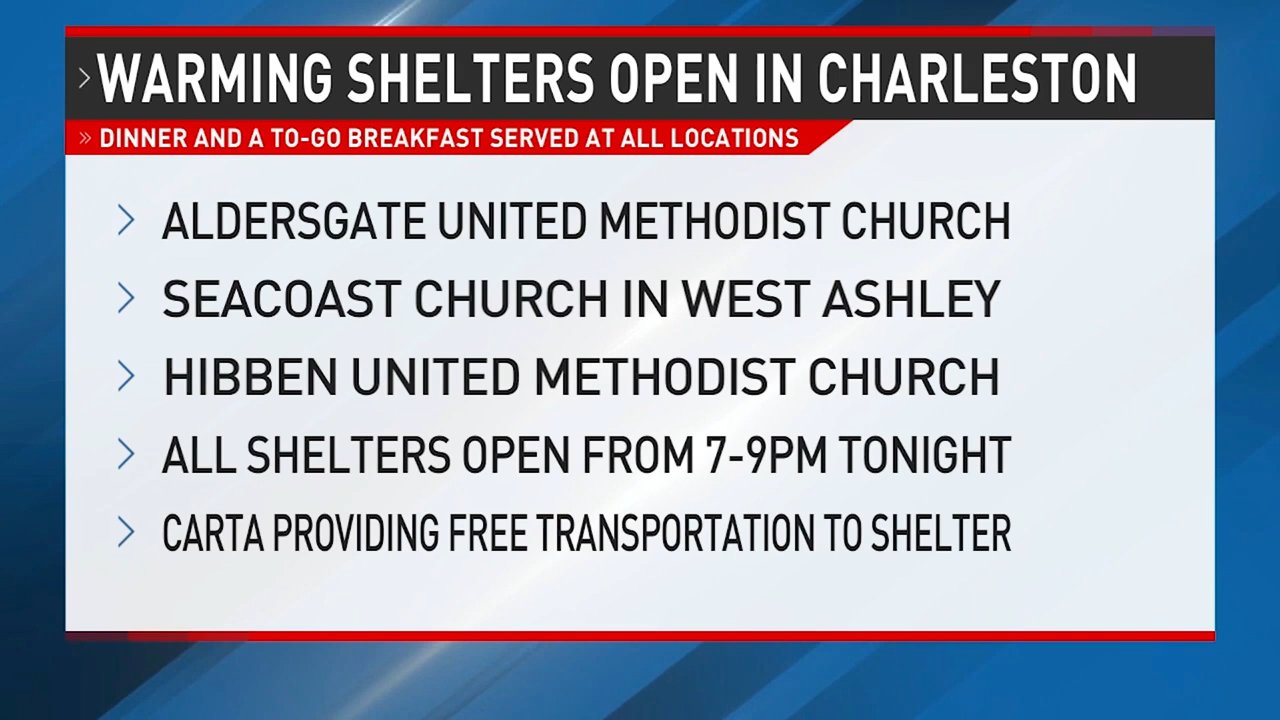 WARMING SHELTERS OPEN IN CHARLESTON
DINNER AND A TO-GO BREAKFAST SERVED AT ALL LOCATIONS
ALDERSGATE UNITED METHODIST CHURCH
SEACOAST CHURCH IN WEST ASHLEY
HIBBEN UNITED METHODIST CHURCH
ALL SHELTERS OPEN FROM 7-9PM TONIGHT
CARTA PROVIDING FREE TRANSPORTATION TO SHELTER